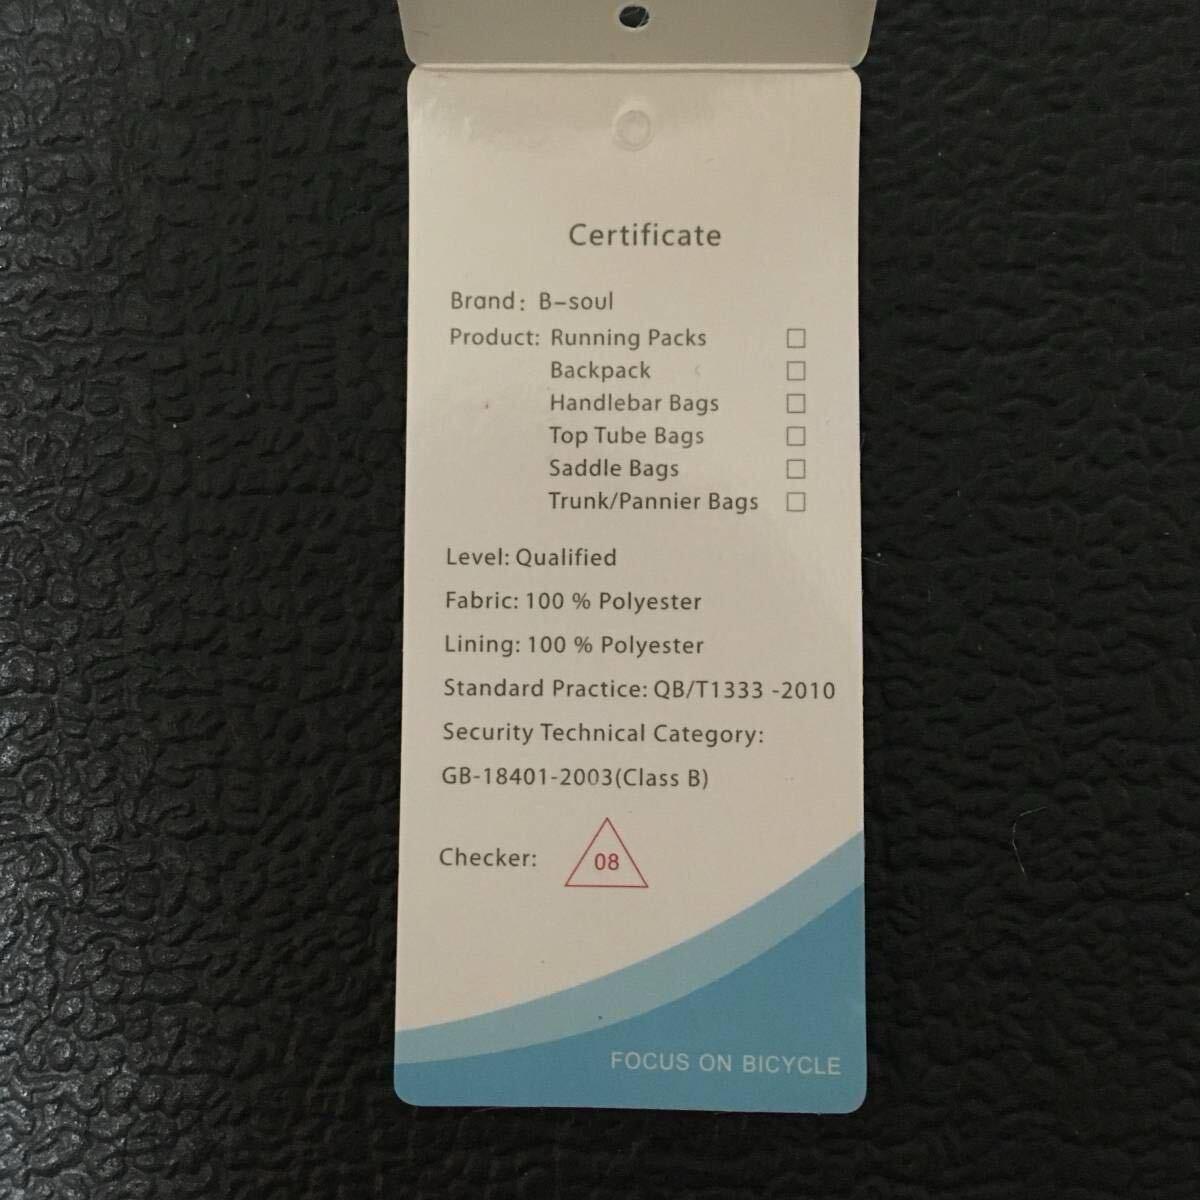 Certificate
Brand: B-soul
Product: Running Packs
Backpack
Handlebar Bags
Top Tube Bags
Saddle Bags
Trunk/Pannier Bags
Level: Qualified
Fabric: 100 % Polyester
Lining: 100 % Polyester
Standard Practice: QB/T1333 -2010
Security Technical Category:
GB-18401-2003(Class B)
Checker: 08
FOCUS ON BICYCLE